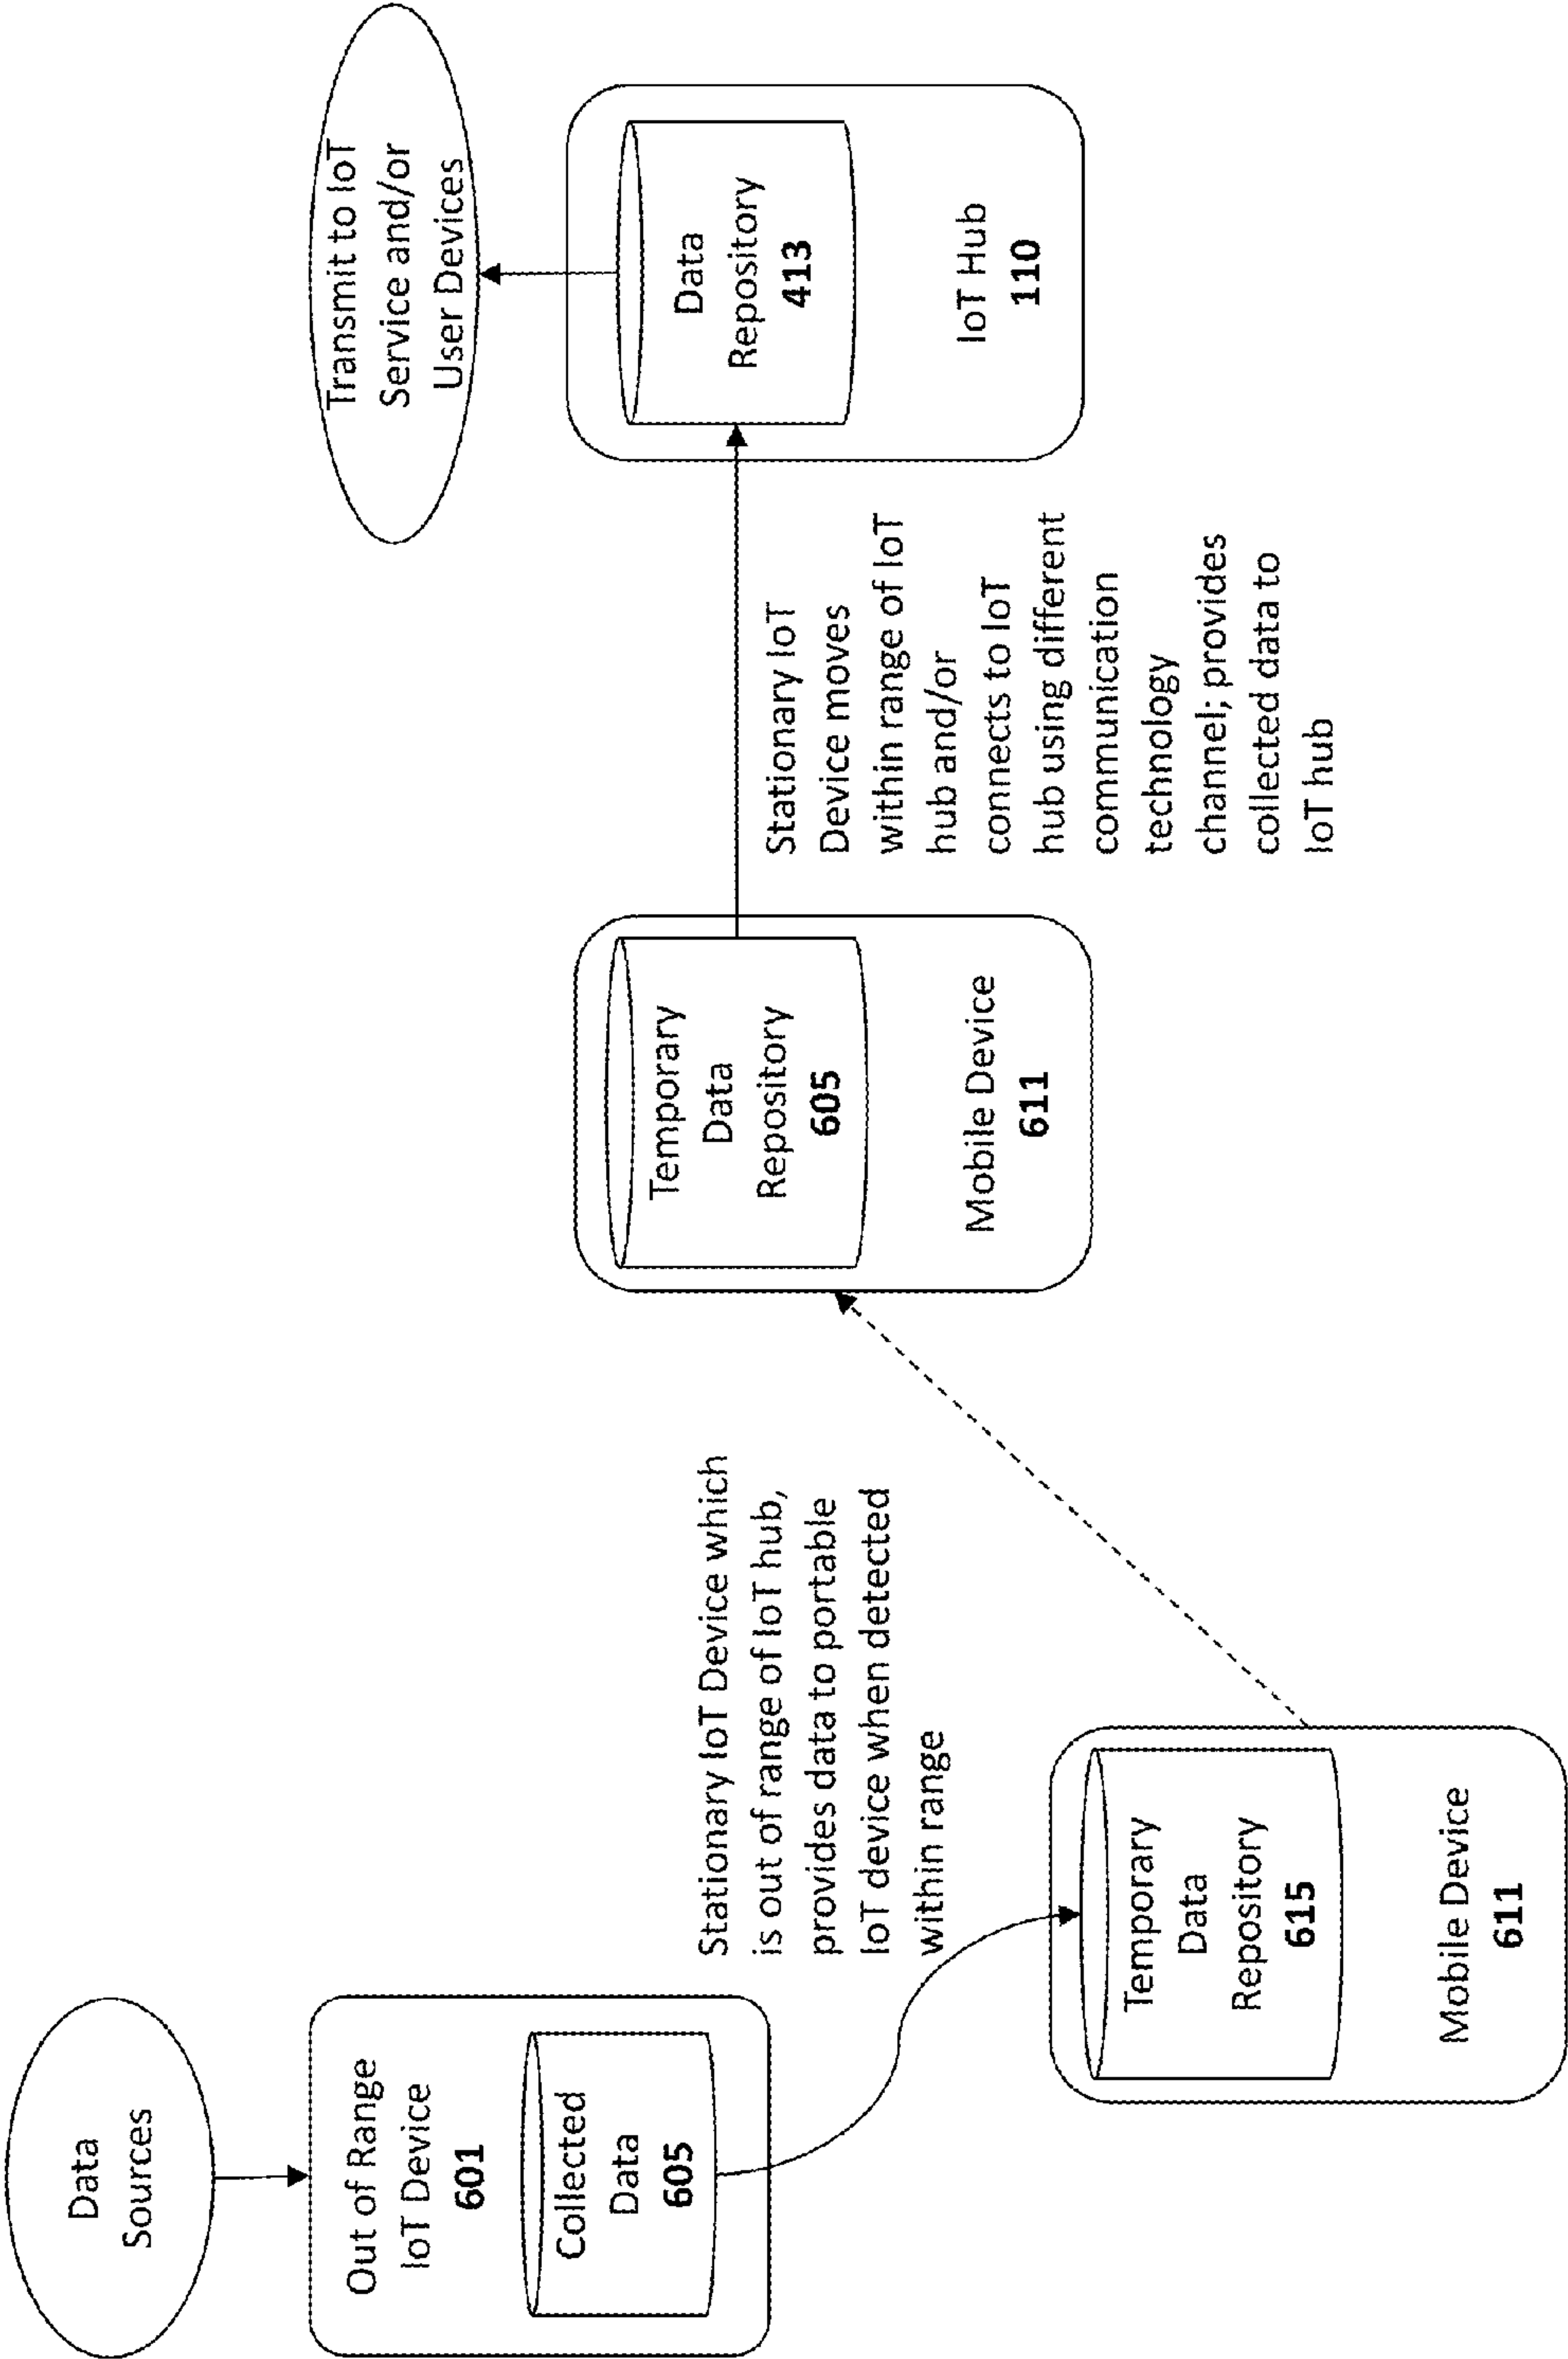 Data
Sources
Out of Range
IoT Device
601
Collected
Data
605
Stationary IoT Device which
is out of range of IoT hub,
provides data to portable
IoT device when detected
within range
Temporary
Data
Repository
615
Mobile Device
611
Temporary
Data
Repository
605
Mobile Device
611
Stationary IoT
Device moves
within range of IoT
hub and/or
connects to IoT
hub using different
communication
technology
channel; provides
collected data to
IoT hub
Transmit to IoT
Service and/or
User Devices
Data
Repository
413
IoT Hub
110